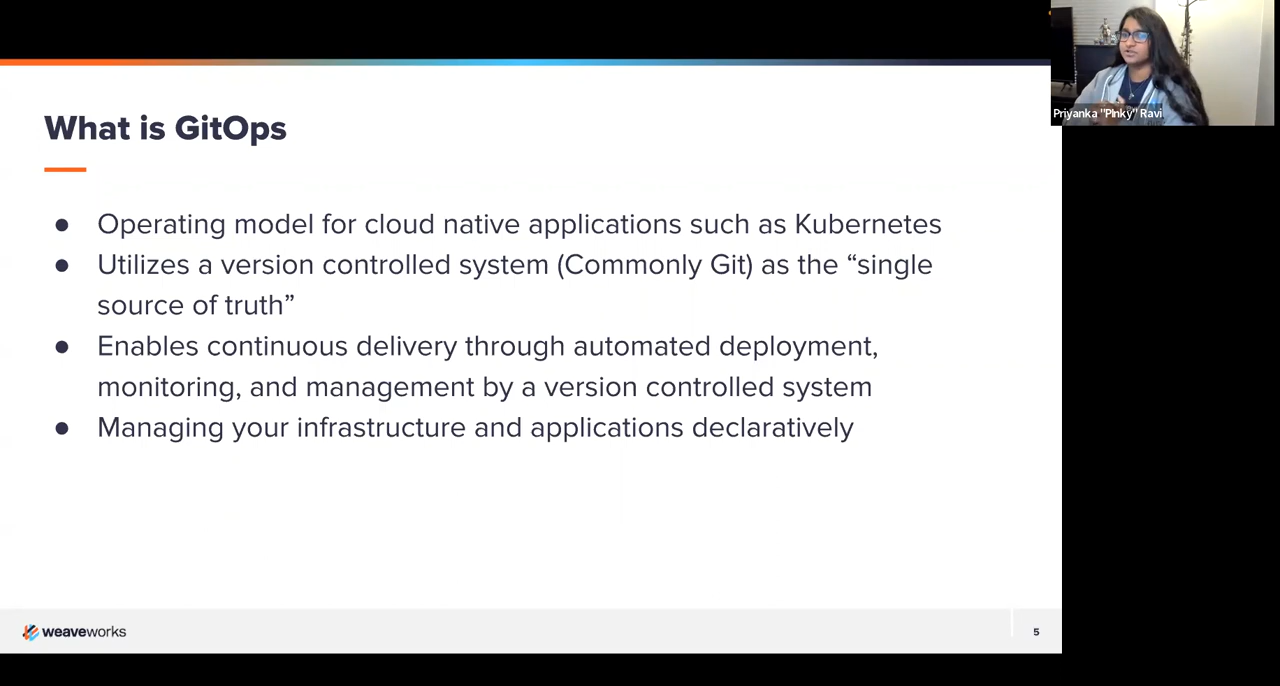 What is GitOps
● Operating model for cloud native applications such as Kubernetes
● Utilizes a version controlled system (Commonly Git) as the “single
source of truth”
● Enables continuous delivery through automated deployment,
monitoring, and management by a version controlled system
● Managing your infrastructure and applications declaratively
weaveworks
5
Priyanka "Pinky" Ravi